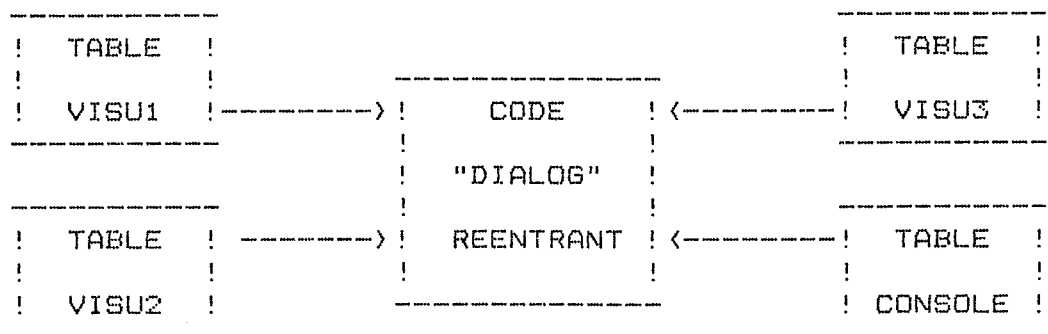 TABLE TABLE
VISU1 CODE VISU3
"DIALOG"
TABLE REENTRANT TABLE
VISU2 CONSOLE